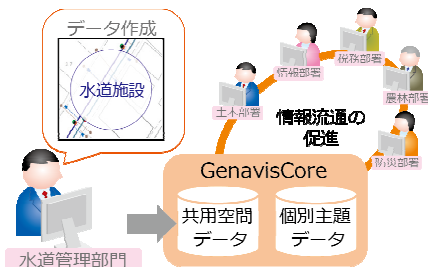 データ作成
水道施設
水道管理部門
土木部署
情報部署
税務部署
農林部署
防災部署
情報流通の
促進
GenavisCore
共用空間
データ
個別主題
データ